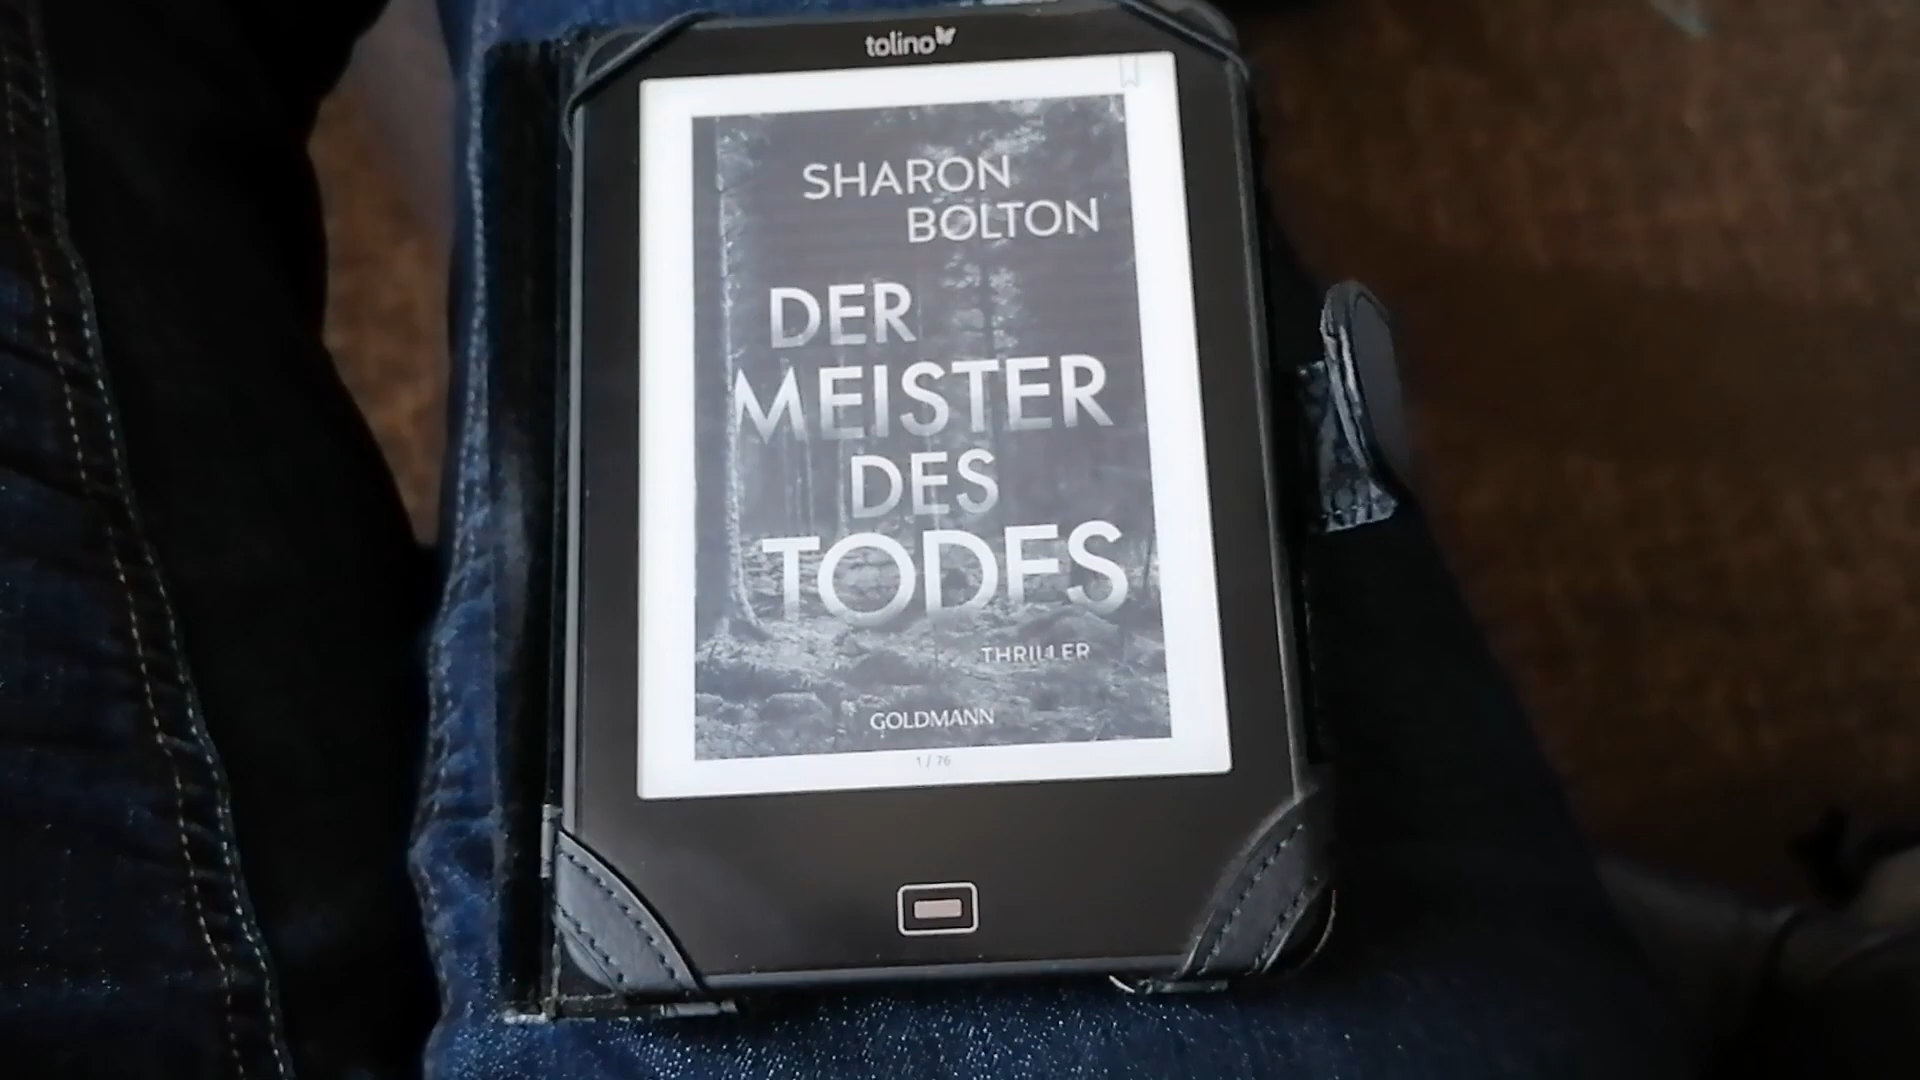 tolino
SHARON
BOLTON
DER
MEISTER
DES
TODES
THRILLER
GOLDMANN
1 / 76